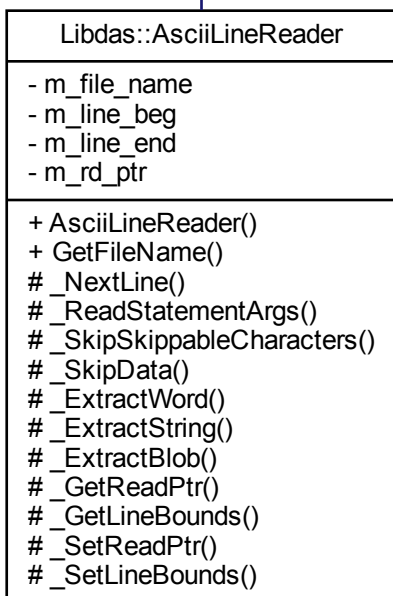 Libdas::AsciiLineReader
- m_file_name
- m_line_beg
- m_line_end
- m_rd_ptr
+ AsciiLineReader()
+ GetFileName()
# _NextLine()
# _ReadStatementArgs()
# _SkipSkippableCharacters()
# _SkipData()
# _ExtractWord()
# _ExtractString()
# _ExtractBlob()
# _GetReadPtr()
# _GetLineBounds()
# _SetReadPtr()
# _SetLineBounds()